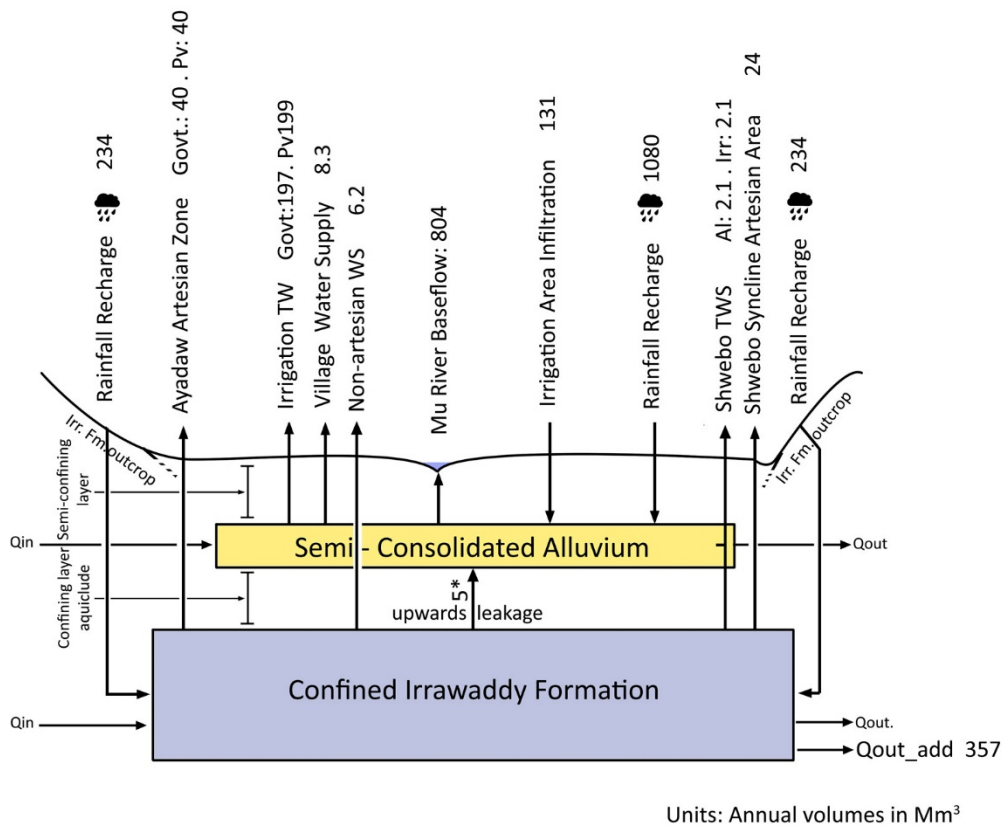 Rainfall Recharge 234
Ayadaw Artesian Zone Govt.: 40 . Pv: 40
Irrigation TW Govt:197. Pv199
Village Water Supply 8.3
Non-artesian WS 6.2
Mu River Baseflow: 804
Irrigation Area Infiltration 131
Rainfall Recharge 1080
Shwebo TWS Al: 2.1 . Irr: 2.1
Shwebo Syncline Artesian Area 24
Rainfall Recharge 234
Irr. Fm.outcrop
Irr. Fm. outcrop
Semi-confining
layer
Confining layer
aquiclude
Qin
Semi - Consolidated Alluvium
Qout
5*
upwards leakage
Confined Irrawaddy Formation
Qin
Qout.
Qout_add 357
Units: Annual volumes in Mm³